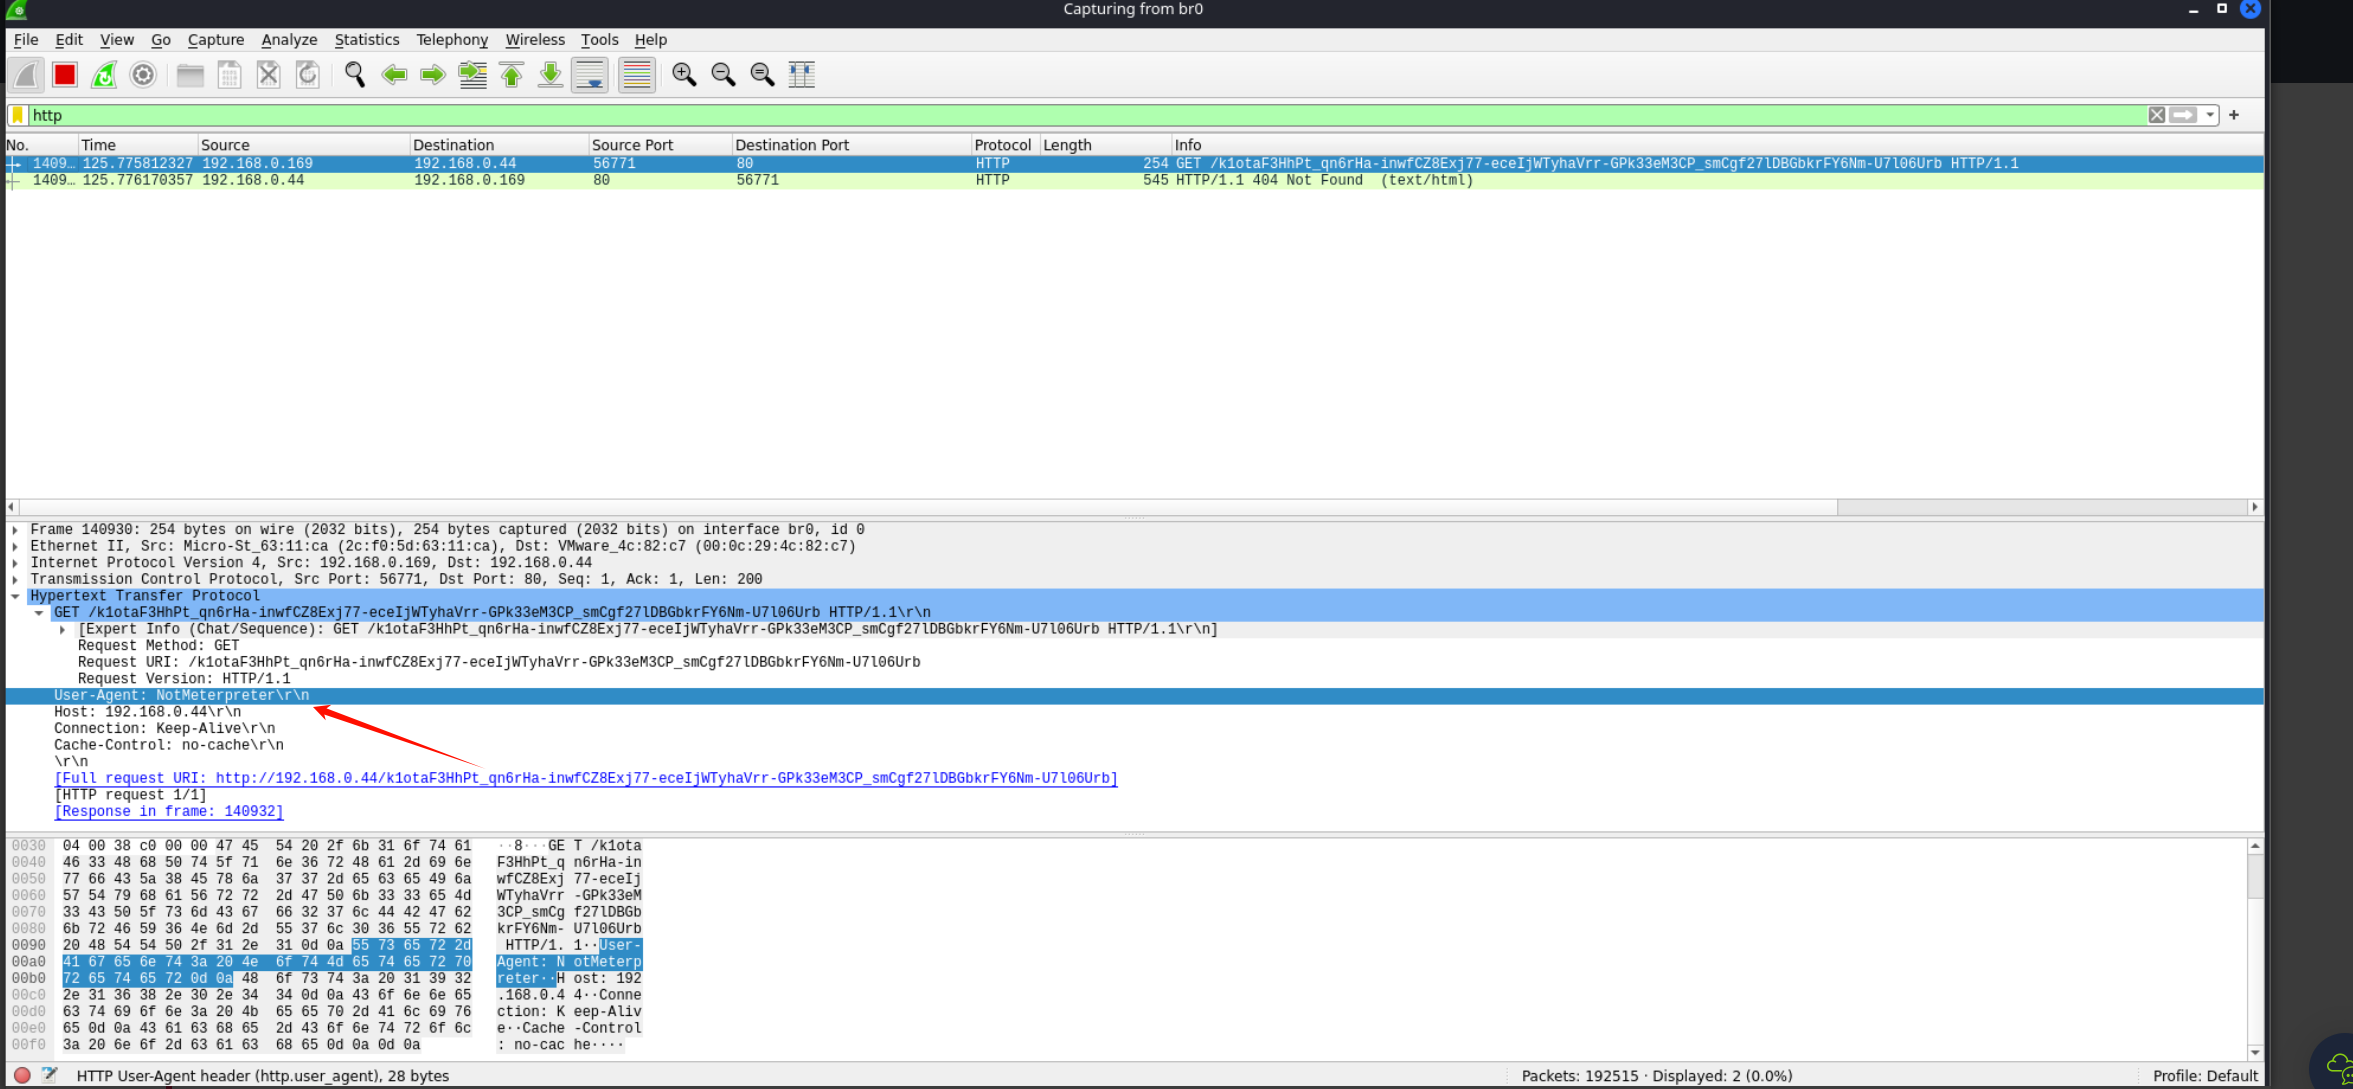 Capturing from br0
File Edit View Go Capture Analyze Statistics Telephony Wireless Tools Help
http
No. Time Source Destination Source Port Destination Port Protocol Length Info
1409… 125.775812327 192.168.0.169 192.168.0.44 56771 80 HTTP 254 GET /k1otaF3HhPt_qn6rHa-inwfCZ8Exj77-eceIjWTyhaVrr-GPk33eM3CP_smCgf27lDBGbkrFY6Nm-U7l06Urb HTTP/1.1
1409… 125.776170357 192.168.0.44 192.168.0.169 80 56771 HTTP 545 HTTP/1.1 404 Not Found (text/html)
Frame 140930: 254 bytes on wire (2032 bits), 254 bytes captured (2032 bits) on interface br0, id 0
Ethernet II, Src: Micro-St_63:11:ca (2c:f0:5d:63:11:ca), Dst: VMware_4c:82:c7 (00:0c:29:4c:82:c7)
Internet Protocol Version 4, Src: 192.168.0.169, Dst: 192.168.0.44
Transmission Control Protocol, Src Port: 56771, Dst Port: 80, Seq: 1, Ack: 1, Len: 200
Hypertext Transfer Protocol
GET /k1otaF3HhPt_qn6rHa-inwfCZ8Exj77-eceIjWTyhaVrr-GPk33eM3CP_smCgf27lDBGbkrFY6Nm-U7l06Urb HTTP/1.1\r\n
[Expert Info (Chat/Sequence): GET /k1otaF3HhPt_qn6rHa-inwfCZ8Exj77-eceIjWTyhaVrr-GPk33eM3CP_smCgf27lDBGbkrFY6Nm-U7l06Urb HTTP/1.1\r\n]
Request Method: GET
Request URI: /k1otaF3HhPt_qn6rHa-inwfCZ8Exj77-eceIjWTyhaVrr-GPk33eM3CP_smCgf27lDBGbkrFY6Nm-U7l06Urb
Request Version: HTTP/1.1
User-Agent: NotMeterpreter\r\n
Host: 192.168.0.44\r\n
Connection: Keep-Alive\r\n
Cache-Control: no-cache\r\n
\r\n
[Full request URI: http://192.168.0.44/k1otaF3HhPt_qn6rHa-inwfCZ8Exj77-eceIjWTyhaVrr-GPk33eM3CP_smCgf27lDBGbkrFY6Nm-U7l06Urb]
[HTTP request 1/1]
[Response in frame: 140932]
0030 04 00 38 c0 00 00 47 45 54 20 2f 6b 31 6f 74 61 ··8···GE T /k1ota
0040 46 33 48 68 50 74 5f 71 6e 36 72 48 61 2d 69 6e F3HhPt_q n6rHa-in
0050 77 66 43 5a 38 45 78 6a 37 37 2d 65 63 65 49 6a wfCZ8Exj 77-eceIj
0060 57 54 79 68 61 56 72 72 2d 47 50 6b 33 33 65 4d WTyhaVrr -GPk33eM
0070 33 43 50 5f 73 6d 43 67 66 32 37 6c 44 42 47 62 3CP_smCg f27lDBGb
0080 6b 72 46 59 36 4e 6d 2d 55 37 6c 30 36 55 72 62 krFY6Nm- U7l06Urb
0090 20 48 54 54 50 2f 31 2e 31 0d 0a 55 73 65 72 2d HTTP/1. 1··User-
00a0 41 67 65 6e 74 3a 20 4e 6f 74 4d 65 74 65 72 70 Agent: N otMeterp
00b0 72 65 74 65 72 0d 0a 48 6f 73 74 3a 20 31 39 32 reter··H ost: 192
00c0 2e 31 36 38 2e 30 2e 34 34 0d 0a 43 6f 6e 6e 65 .168.0.4 4··Conne
00d0 63 74 69 6f 6e 3a 20 4b 65 65 70 2d 41 6c 69 76 ction: K eep-Aliv
00e0 65 0d 0a 43 61 63 68 65 2d 43 6f 6e 74 72 6f 6c e··Cache -Control
00f0 3a 20 6e 6f 2d 63 61 63 68 65 0d 0a 0d 0a : no-cac he····
HTTP User-Agent header (http.user_agent), 28 bytes Packets: 192515 · Displayed: 2 (0.0%) Profile: Default